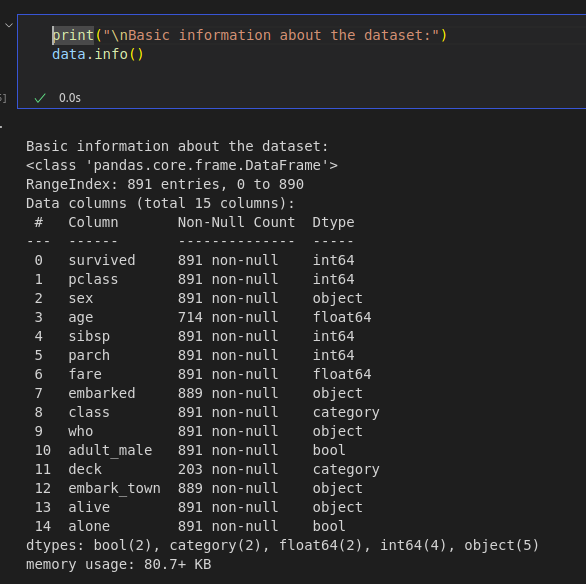 print("\nBasic information about the dataset:")
data.info()
0.0s
Basic information about the dataset:
<class 'pandas.core.frame.DataFrame'>
RangeIndex: 891 entries, 0 to 890
Data columns (total 15 columns):
 #   Column       Non-Null Count  Dtype
---  ------       --------------  -----
 0   survived     891 non-null    int64
 1   pclass       891 non-null    int64
 2   sex          891 non-null    object
 3   age          714 non-null    float64
 4   sibsp        891 non-null    int64
 5   parch        891 non-null    int64
 6   fare         891 non-null    float64
 7   embarked     889 non-null    object
 8   class        891 non-null    category
 9   who          891 non-null    object
 10  adult_male   891 non-null    bool
 11  deck         203 non-null    category
 12  embark_town  889 non-null    object
 13  alive        891 non-null    object
 14  alone        891 non-null    bool
dtypes: bool(2), category(2), float64(2), int64(4), object(5)
memory usage: 80.7+ KB